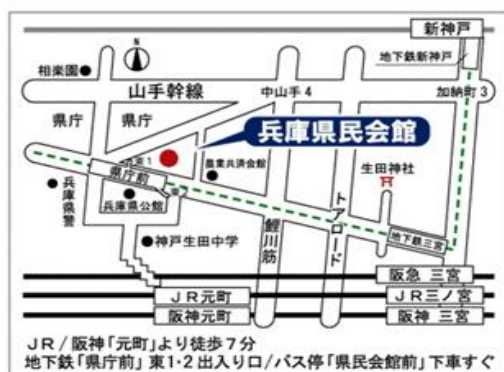 新神戸
地下鉄新神戸
N
相楽園
山手幹線
中山手4
加納町3
県庁
県庁
兵庫県民会館
東1
農業共済会館
生田神社
県庁前
東2
兵庫県警
兵庫県公館
神戸生田中学
鯉川筋
トアロード
地下鉄三宮
阪急 三宮
JR元町
JR三ノ宮
阪神元町
阪神 三宮
JR/阪神「元町」より徒歩7分
地下鉄「県庁前」東1・2出入り口/バス停「県民会館前」下車すぐ